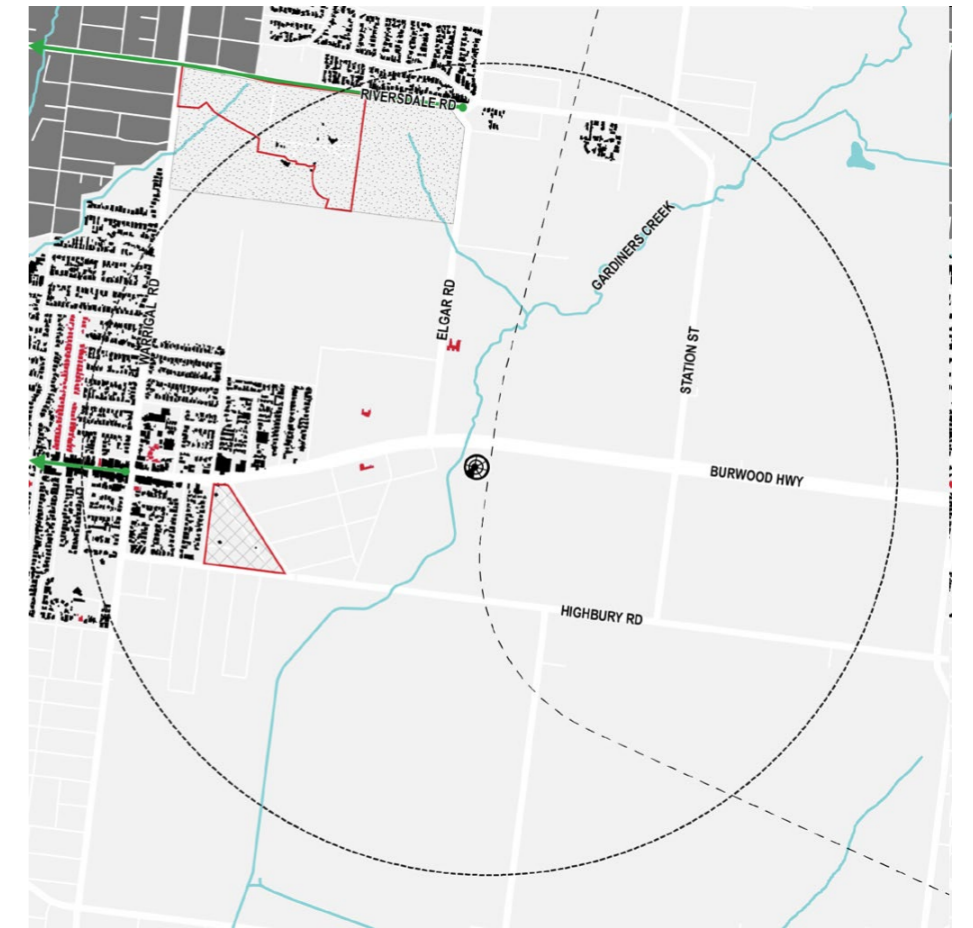 RIVERSDALE RD
GARDINERS CREEK
WARRIGAL RD
ELGAR RD
STATION ST
BURWOOD HWY
HIGHBURY RD